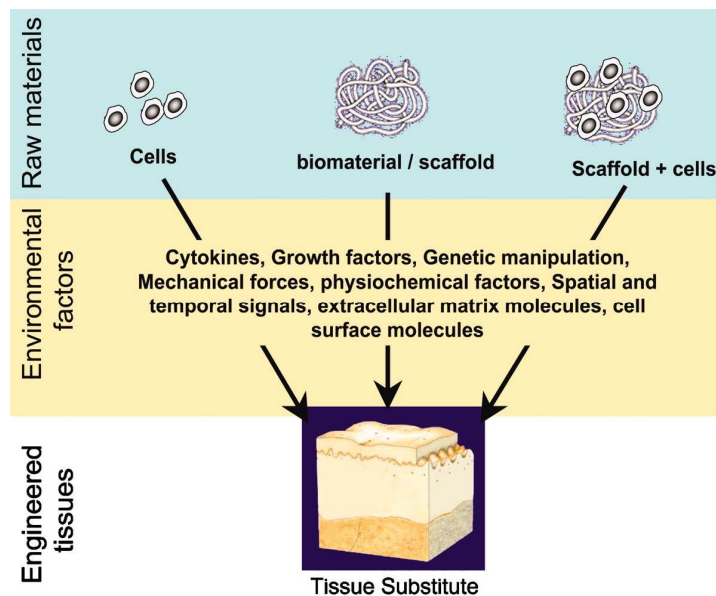 Raw materials
Cells
biomaterial / scaffold
Scaffold + cells
Environmental
factors
Cytokines, Growth factors, Genetic manipulation,
Mechanical forces, physiochemical factors, Spatial and
temporal signals, extracellular matrix molecules, cell
surface molecules
Engineered
tissues
Tissue Substitute